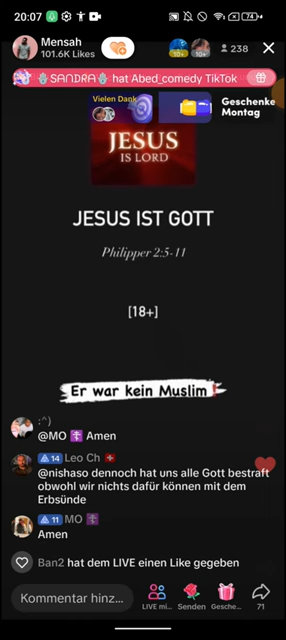 20:07
74
Mensah
101.6K Likes
10+
10+
238
SANDRA hat Abed_comedy TikTok
Vielen Dank
Geschenke
Montag
JESUS
IS LORD
JESUS IST GOTT
Philipper 2:5-11
[18+]
Er war kein Muslim❗
:^)
@MO ✝️ Amen
14 Leo Ch 🇨🇭
@nishaso dennoch hat uns alle Gott bestraft
obwohl wir nichts dafür können mit dem
Erbsünde
11 MO ✝️
Amen
Ban2 hat dem LIVE einen Like gegeben
Kommentar hinz...
LIVE mi...
Senden
Gesche...
71